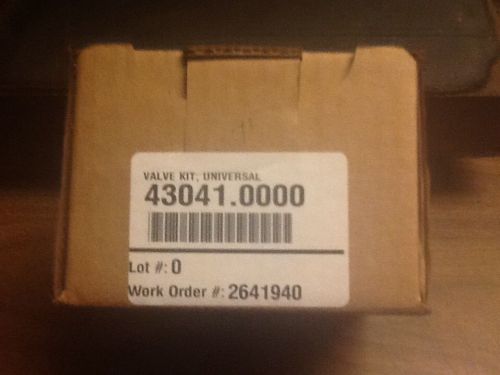 VALVE KIT, UNIVERSAL
43041.0000
Lot #: 0
Work Order #: 2641940